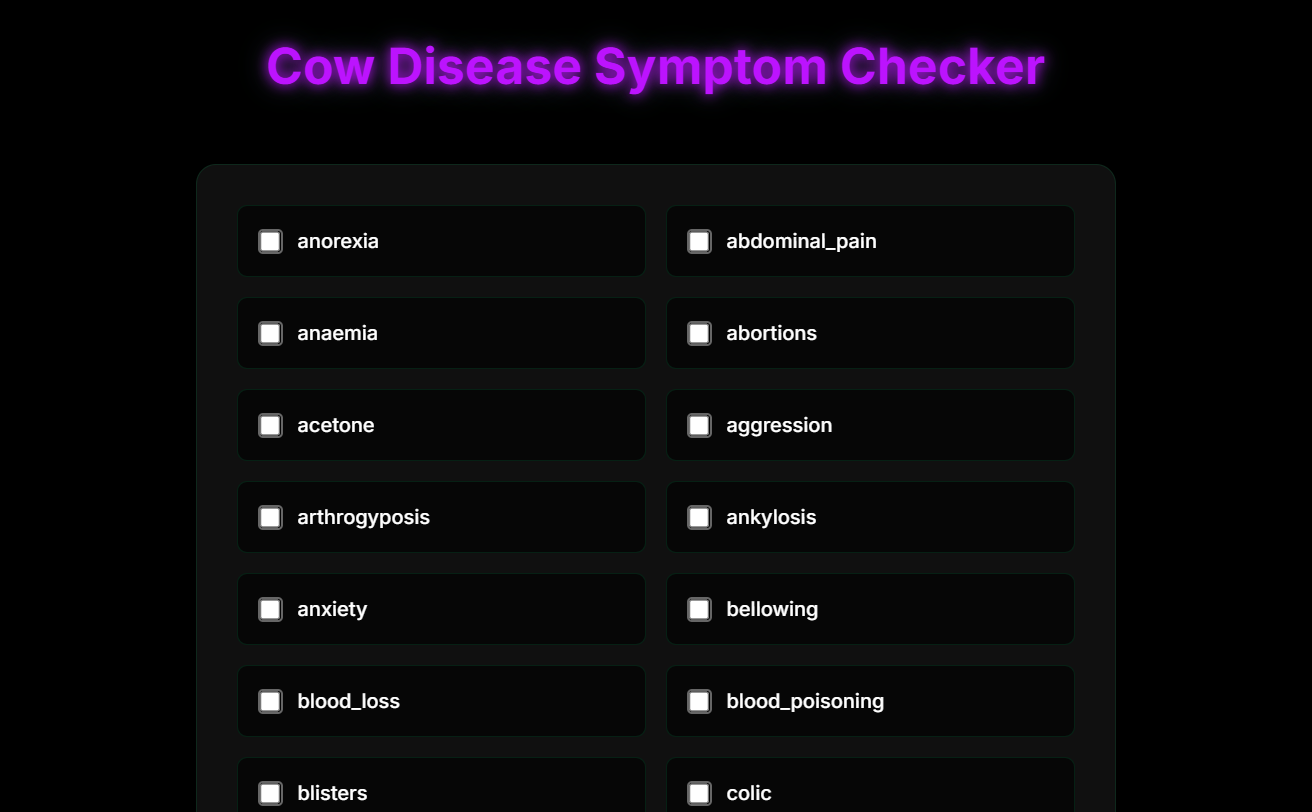 Cow Disease Symptom Checker
anorexia
abdominal_pain
anaemia
abortions
acetone
aggression
arthrogyposis
ankylosis
anxiety
bellowing
blood_loss
blood_poisoning
blisters
colic